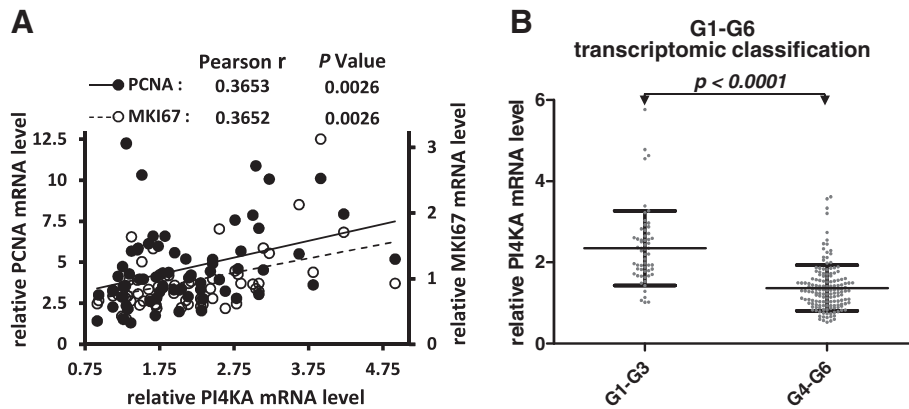 A
Pearson r P Value
PCNA : 0.3653 0.0026
MKI67 : 0.3652 0.0026
relative PCNA mRNA level
12.5
10
7.5
5
2.5
0
3
2
1
0
relative MKI67 mRNA level
0.75 1.75 2.75 3.75 4.75
relative PI4KA mRNA level
B
G1-G6
transcriptomic classification
p < 0.0001
relative PI4KA mRNA level
6
4
2
0
G1-G3
G4-G6